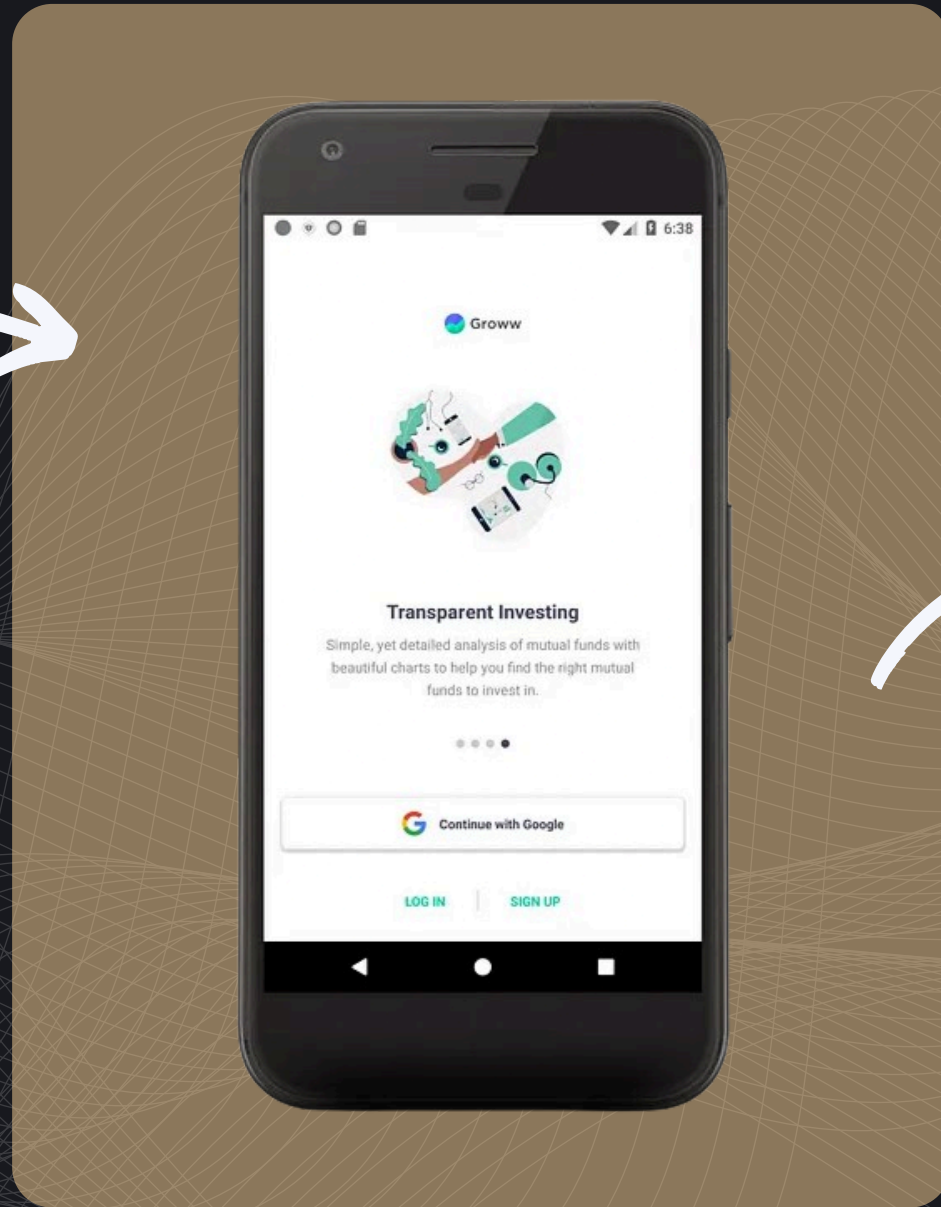 6:38
Groww
Transparent Investing
Simple, yet detailed analysis of mutual funds with
beautiful charts to help you find the right mutual
funds to invest in.
Continue with Google
LOG IN
SIGN UP